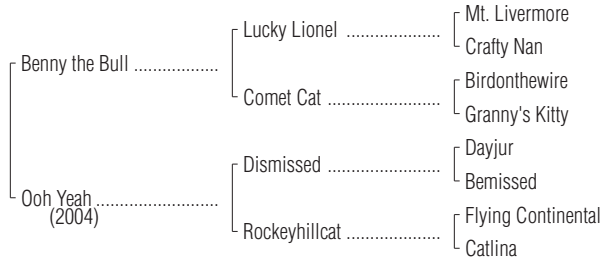 Mt. Livermore
Lucky Lionel ....................
Crafty Nan
Benny the Bull ..................
Birdonthewire
Comet Cat ........................
Granny's Kitty
Dayjur
Dismissed ........................
Bemissed
Ooh Yeah ..........................
(2004)
Flying Continental
Rockeyhillcat ....................
Catlina